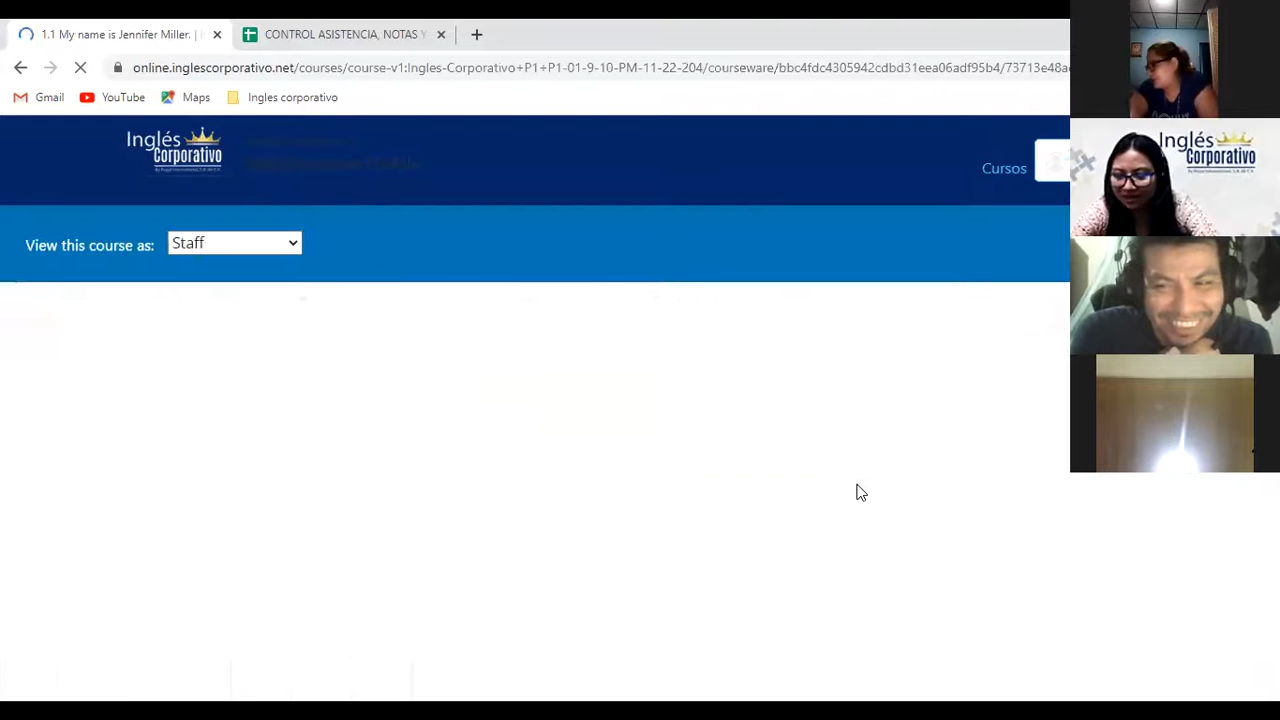 1.1 My name is Jennifer Miller. |
CONTROL ASISTENCIA, NOTAS Y
online.inglescorporativo.net/courses/course-v1:Ingles-Corporativo+P1+P1-01-9-10-PM-11-22-204/courseware/bbc4fdc4305942cdbd31eea06adf95b4/73713e48a
Gmail
YouTube
Maps
Ingles corporativo
Inglés
Corporativo
Cursos
View this course as:
Staff
Inglés
Corporativo